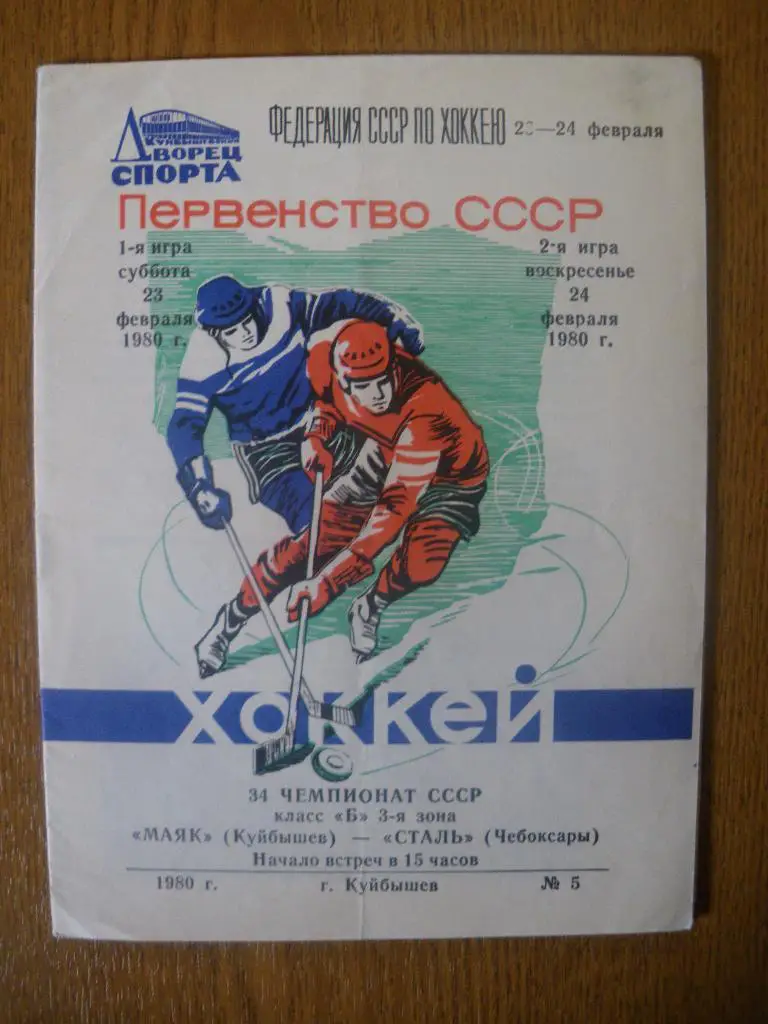 КУЙБЫШЕВСКИЙ
ДВОРЕЦ
СПОРТА
ФЕДЕРАЦИЯ СССР ПО ХОККЕЮ 23—24 февраля
Первенство СССР
1-я игра
суббота
23
февраля
1980 г.
2-я игра
воскресенье
24
февраля
1980 г.
хоккей
34 ЧЕМПИОНАТ СССР
класс «Б» 3-я зона
«МАЯК» (Куйбышев) — «СТАЛЬ» (Чебоксары)
Начало встреч в 15 часов
1980 г. г. Куйбышев № 5